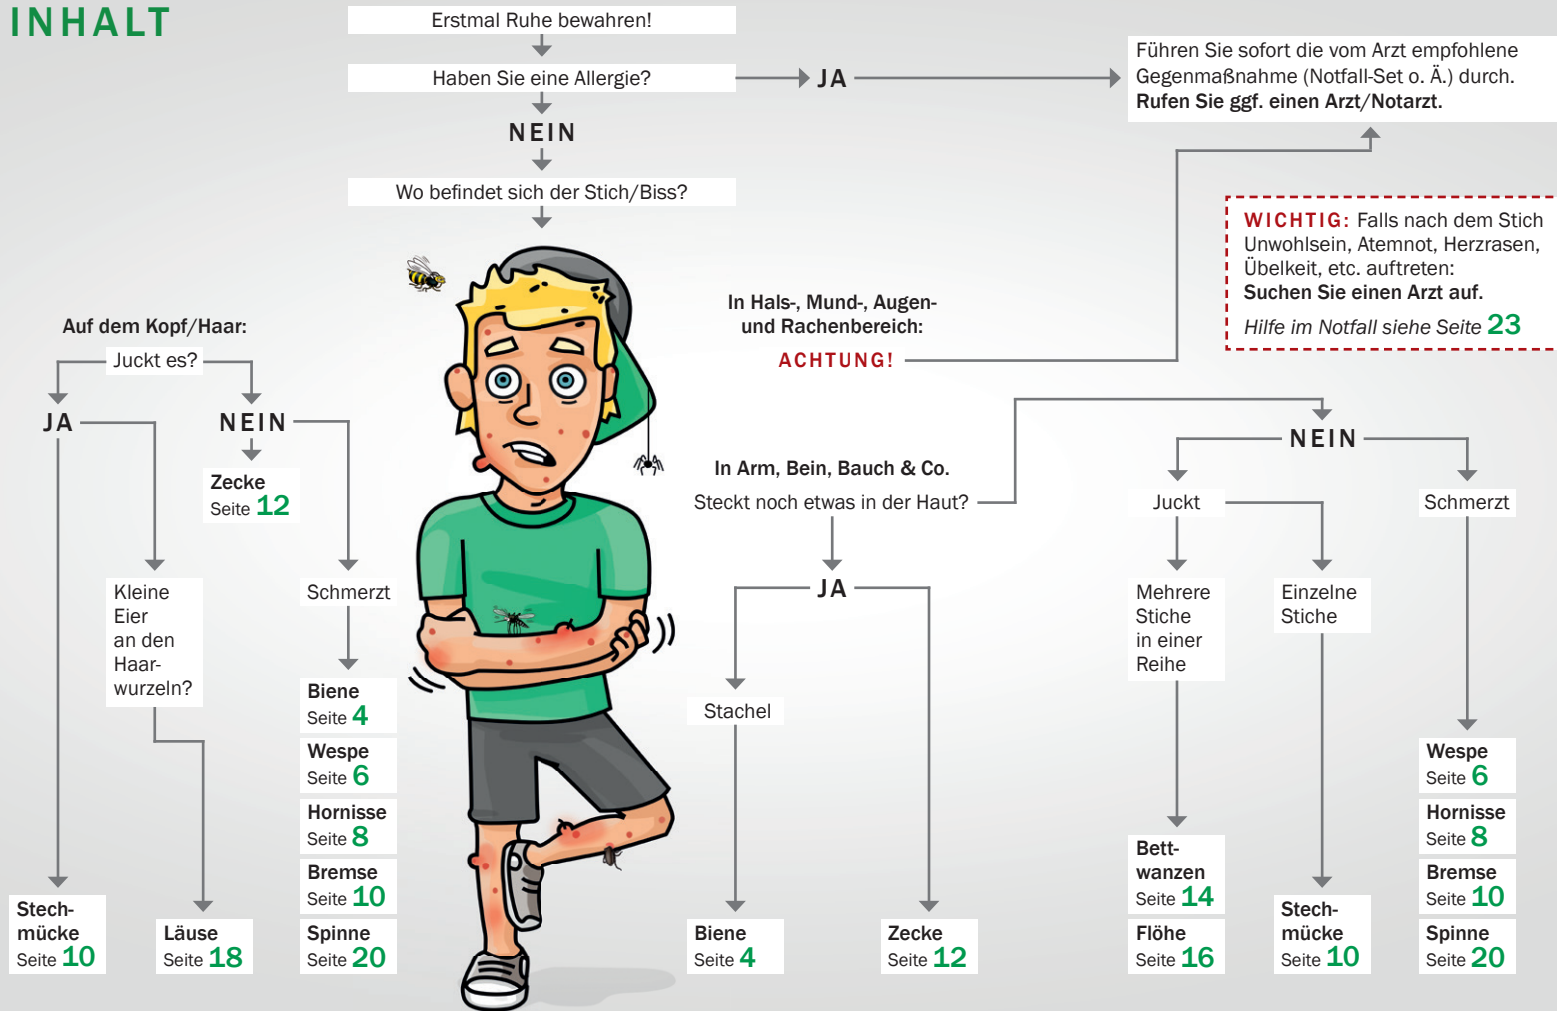 INHALT
Erstmal Ruhe bewahren!
Haben Sie eine Allergie?
JA
Führen Sie sofort die vom Arzt empfohlene
Gegenmaßnahme (Notfall-Set o. Ä.) durch.
Rufen Sie ggf. einen Arzt/Notarzt.
NEIN
Wo befindet sich der Stich/Biss?
WICHTIG: Falls nach dem Stich
Unwohlsein, Atemnot, Herzrasen,
Übelkeit, etc. auftreten:
Suchen Sie einen Arzt auf.
Hilfe im Notfall siehe Seite 23
Auf dem Kopf/Haar:
Juckt es?
JA
NEIN
Zecke
Seite 12
Kleine
Eier
an den
Haar-
wurzeln?
Schmerzt
Stech-
mücke
Seite 10
Läuse
Seite 18
Biene
Seite 4
Wespe
Seite 6
Hornisse
Seite 8
Bremse
Seite 10
Spinne
Seite 20
In Hals-, Mund-, Augen-
und Rachenbereich:
ACHTUNG!
In Arm, Bein, Bauch & Co.
Steckt noch etwas in der Haut?
JA
Stachel
Biene
Seite 4
Zecke
Seite 12
NEIN
Juckt
Schmerzt
Mehrere
Stiche
in einer
Reihe
Einzelne
Stiche
Bett-
wanzen
Seite 14
Flöhe
Seite 16
Stech-
mücke
Seite 10
Wespe
Seite 6
Hornisse
Seite 8
Bremse
Seite 10
Spinne
Seite 20